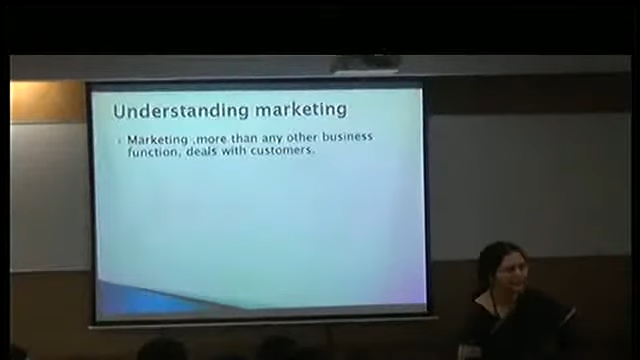 Understanding marketing
Marketing ,more than any other business
function, deals with customers.